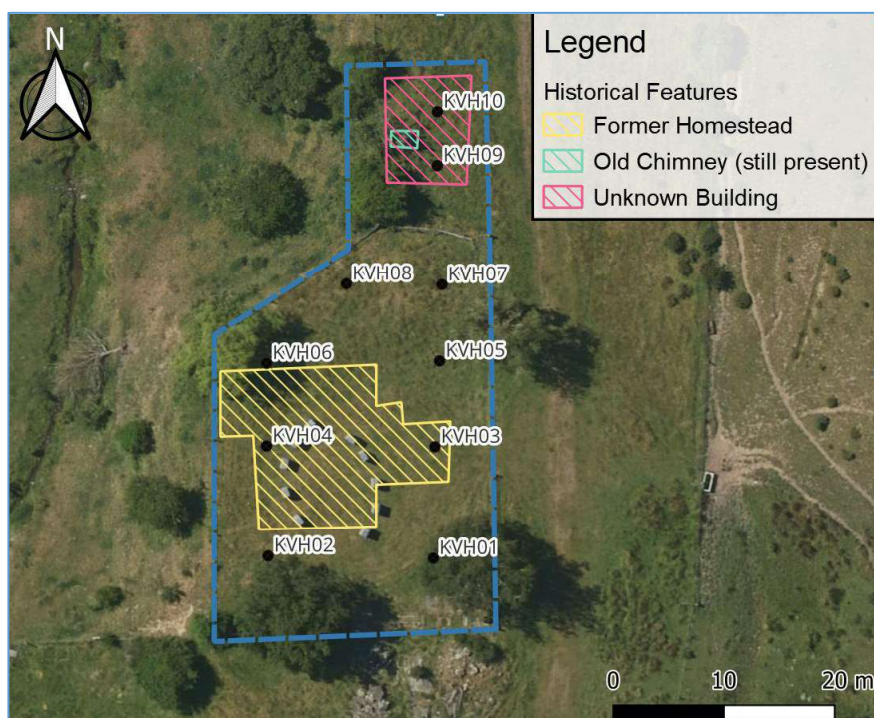 N
Legend
Historical Features
Former Homestead
Old Chimney (still present)
Unknown Building
KVH10
KVH09
KVH08
KVH07
KVH06
KVH05
KVH04
KVH03
KVH02
KVH01
0 10 20 m